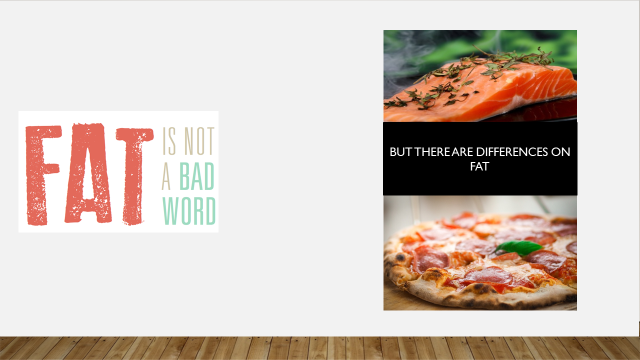 FAT
IS NOT
A BAD
WORD
BUT THERE ARE DIFFERENCES ON
FAT